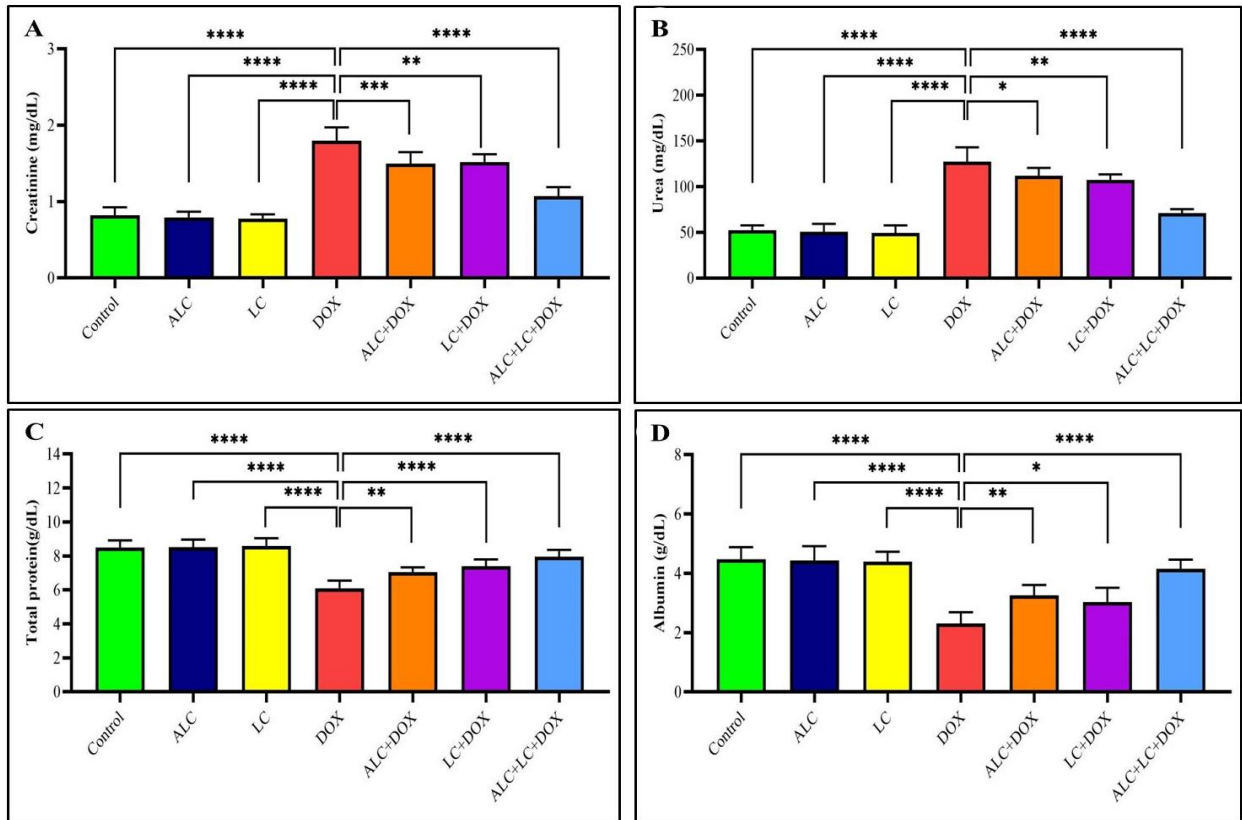 A
**** ****
**** **
**** ***
Creatinine (mg/dL)
3
2
1
0
Control ALC LC DOX ALC+DOX LC+DOX ALC+LC+DOX
B
**** ****
**** **
**** *
Urea (mg/dL)
250
200
150
100
50
0
Control ALC LC DOX ALC+DOX LC+DOX ALC+LC+DOX
C
**** ****
**** ****
**** **
Total protein(g/dL)
14
12
10
8
6
4
2
0
Control ALC LC DOX ALC+DOX LC+DOX ALC+LC+DOX
D
**** ****
**** *
**** **
Albumin (g/dL)
8
6
4
2
0
Control ALC LC DOX ALC+DOX LC+DOX ALC+LC+DOX